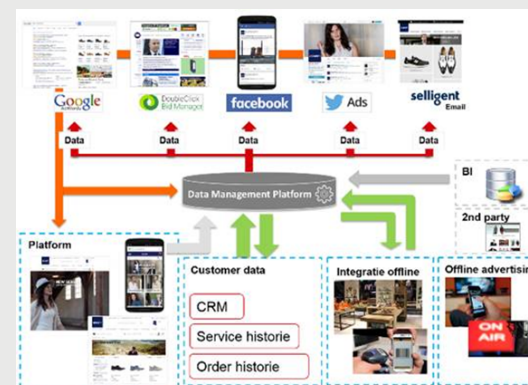 Google
DoubleClick
Bid Manager
facebook
Ads
selligent
Email
Data
Data
Data
Data
Data
Data Management Platform
BI
2nd party
Platform
Customer data
CRM
Service historie
Order historie
Integratie offline
Offline advertisin
ON
AIR